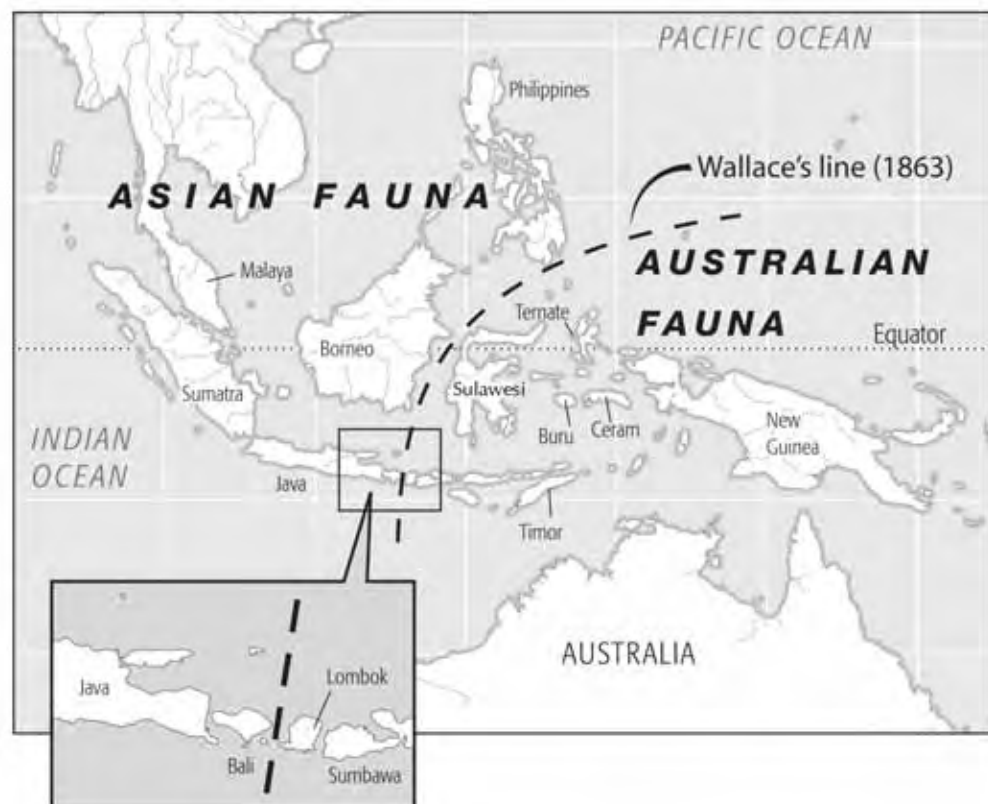 PACIFIC OCEAN
Philippines
Wallace's line (1863)
ASIAN FAUNA
AUSTRALIAN
FAUNA
Malaya
Ternate
Equator
Borneo
Sumatra
Sulawesi
New
Guinea
Buru
Ceram
INDIAN
OCEAN
Java
Timor
AUSTRALIA
Lombok
Java
Bali
Sumbawa